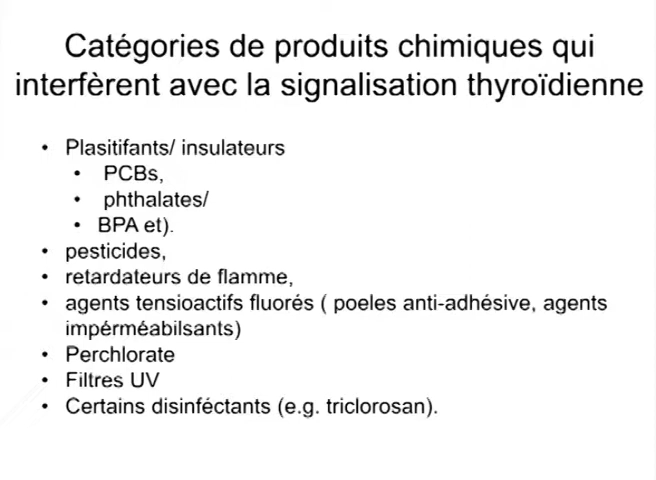 Catégories de produits chimiques qui
interfèrent avec la signalisation thyroïdienne
• Plasitifants/ insulateurs
• PCBs,
• phthalates/
• BPA et).
• pesticides,
• retardateurs de flamme,
• agents tensioactifs fluorés ( poeles anti-adhésive, agents
impérméabilsants)
• Perchlorate
• Filtres UV
• Certains disinféctants (e.g. triclorosan).